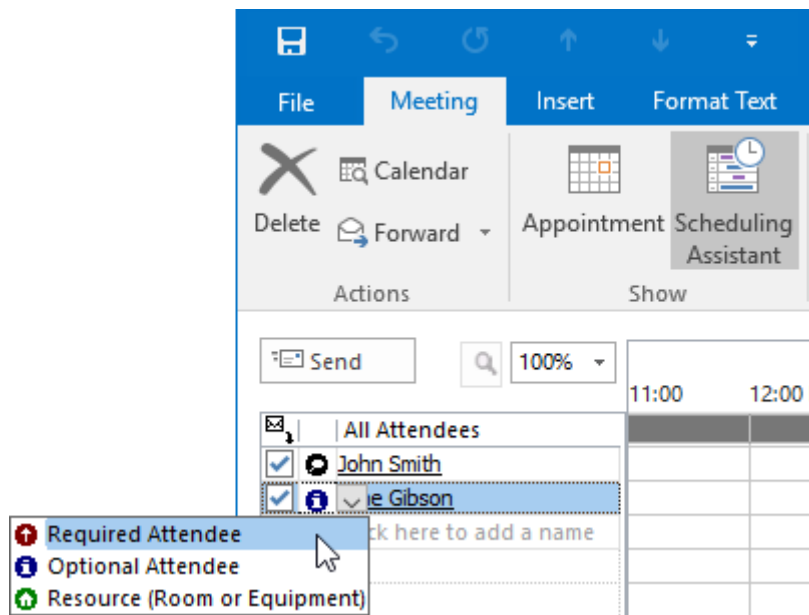 File Meeting Insert Format Text
Calendar
Delete Forward Appointment Scheduling Assistant
Actions Show
Send 100%
11:00 12:00
All Attendees
John Smith
Gibson
here to add a name
Required Attendee
Optional Attendee
Resource (Room or Equipment)